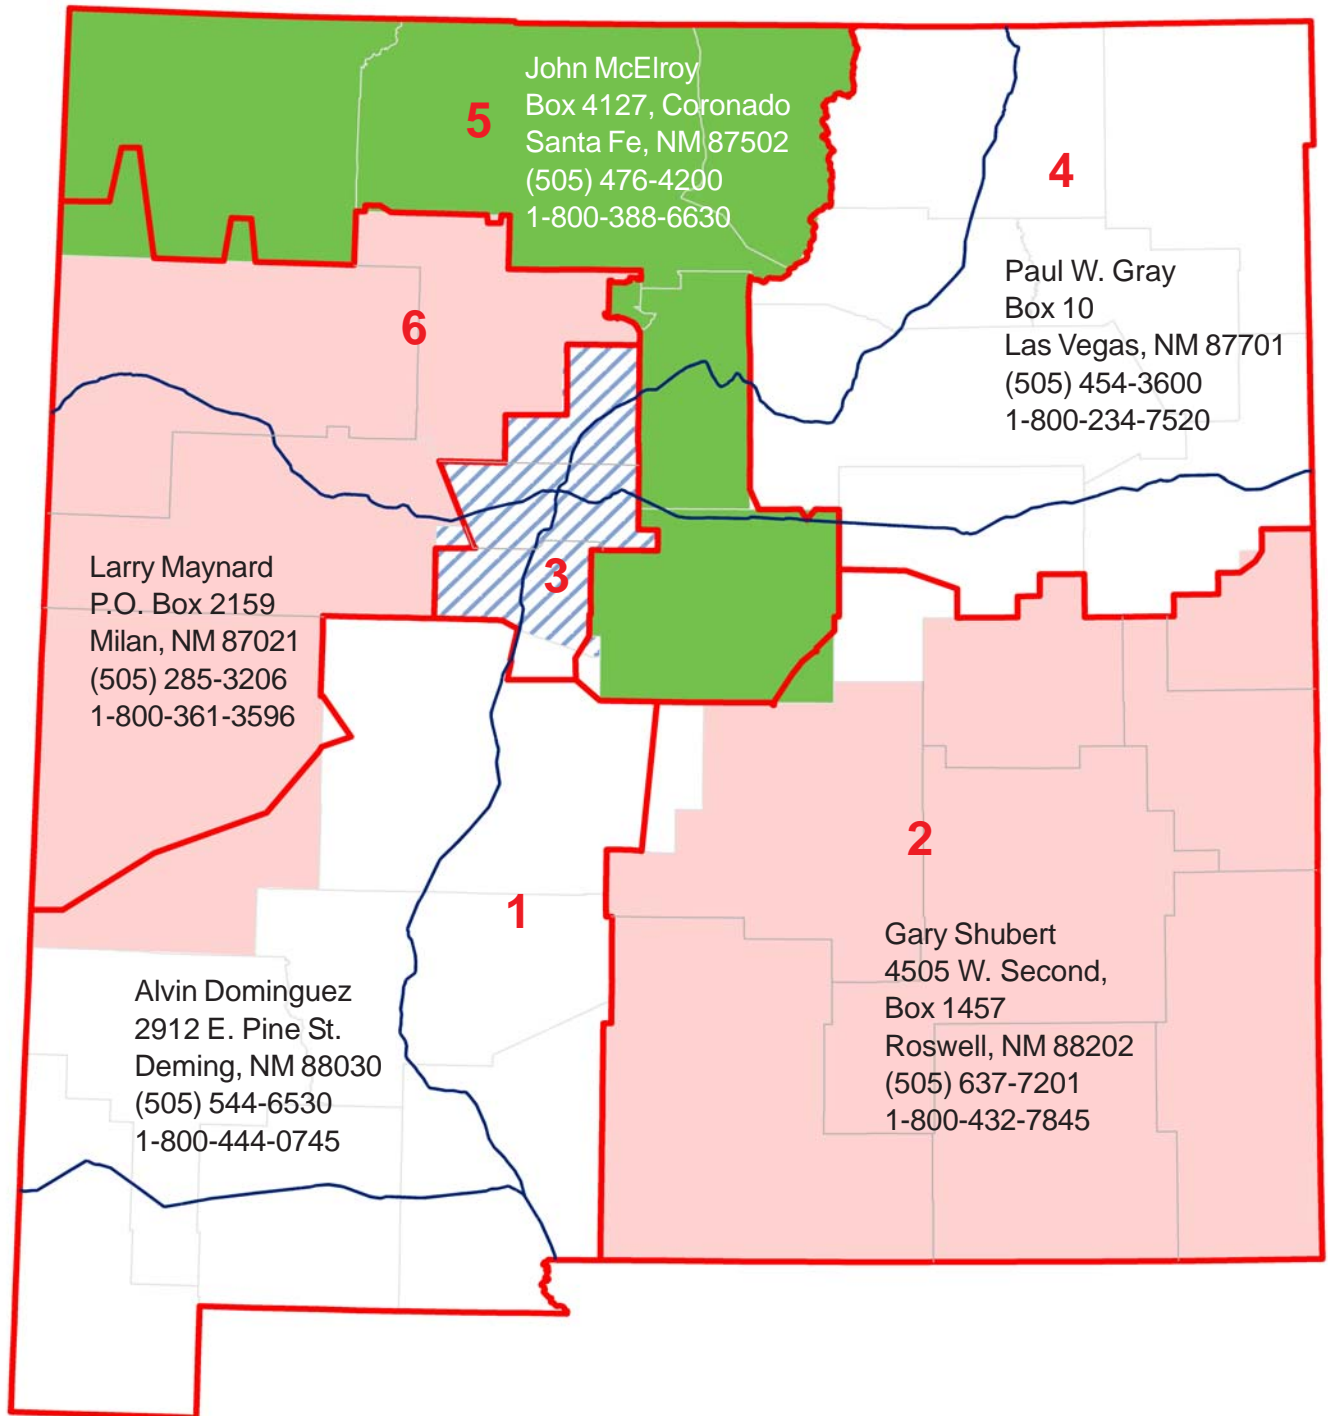 5
John McElroy
Box 4127, Coronado
Santa Fe, NM 87502
(505) 476-4200
1-800-388-6630
4
Paul W. Gray
Box 10
Las Vegas, NM 87701
(505) 454-3600
1-800-234-7520
6
Larry Maynard
P.O. Box 2159
Milan, NM 87021
(505) 285-3206
1-800-361-3596
3
2
Gary Shubert
4505 W. Second,
Box 1457
Roswell, NM 88202
(505) 637-7201
1-800-432-7845
1
Alvin Dominguez
2912 E. Pine St.
Deming, NM 88030
(505) 544-6530
1-800-444-0745